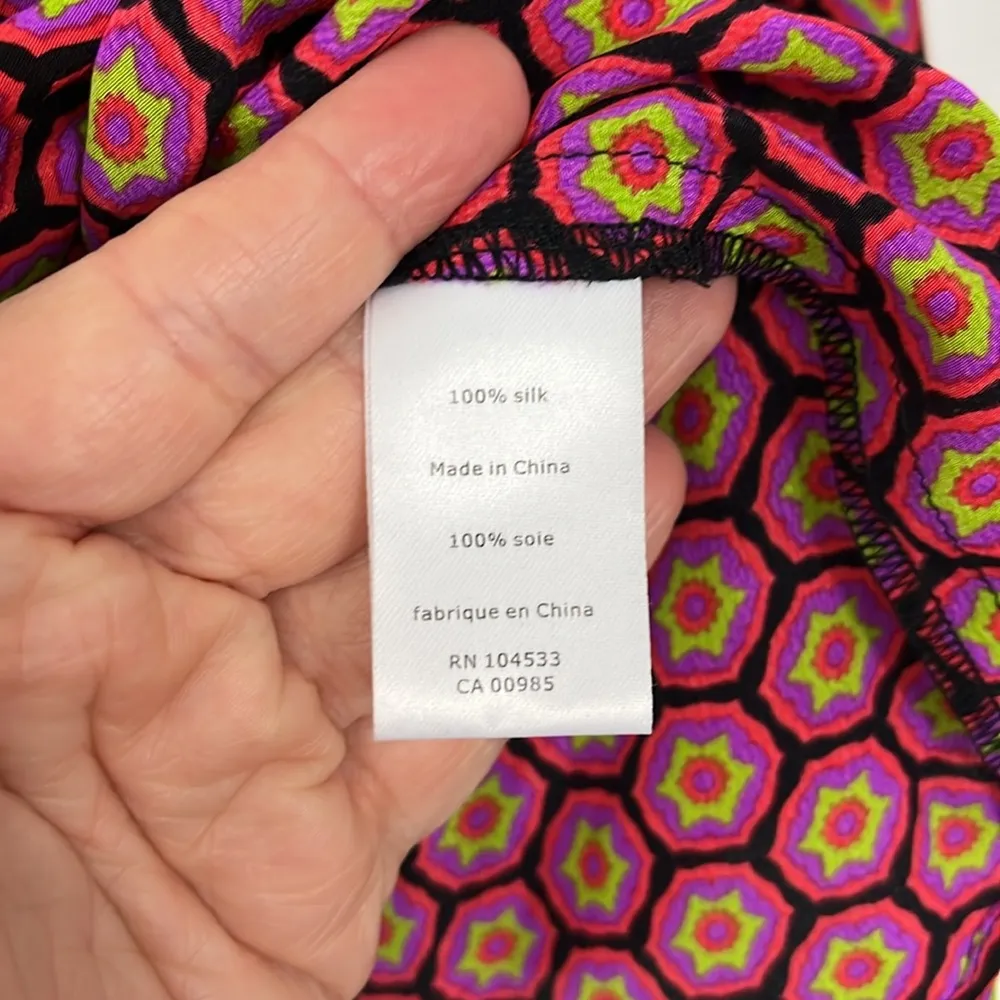 100% silk
Made in China
100% soie
fabrique en China
RN 104533
CA 00985